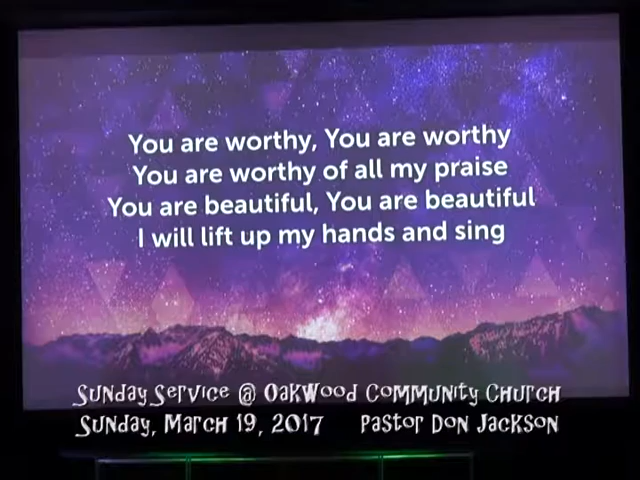 You are worthy, You are worthy
You are worthy of all my praise
You are beautiful, You are beautiful
I will lift up my hands and sing
Sunday Service @ Oakwood Community Church
Sunday, March 19, 2017 Pastor Don Jackson